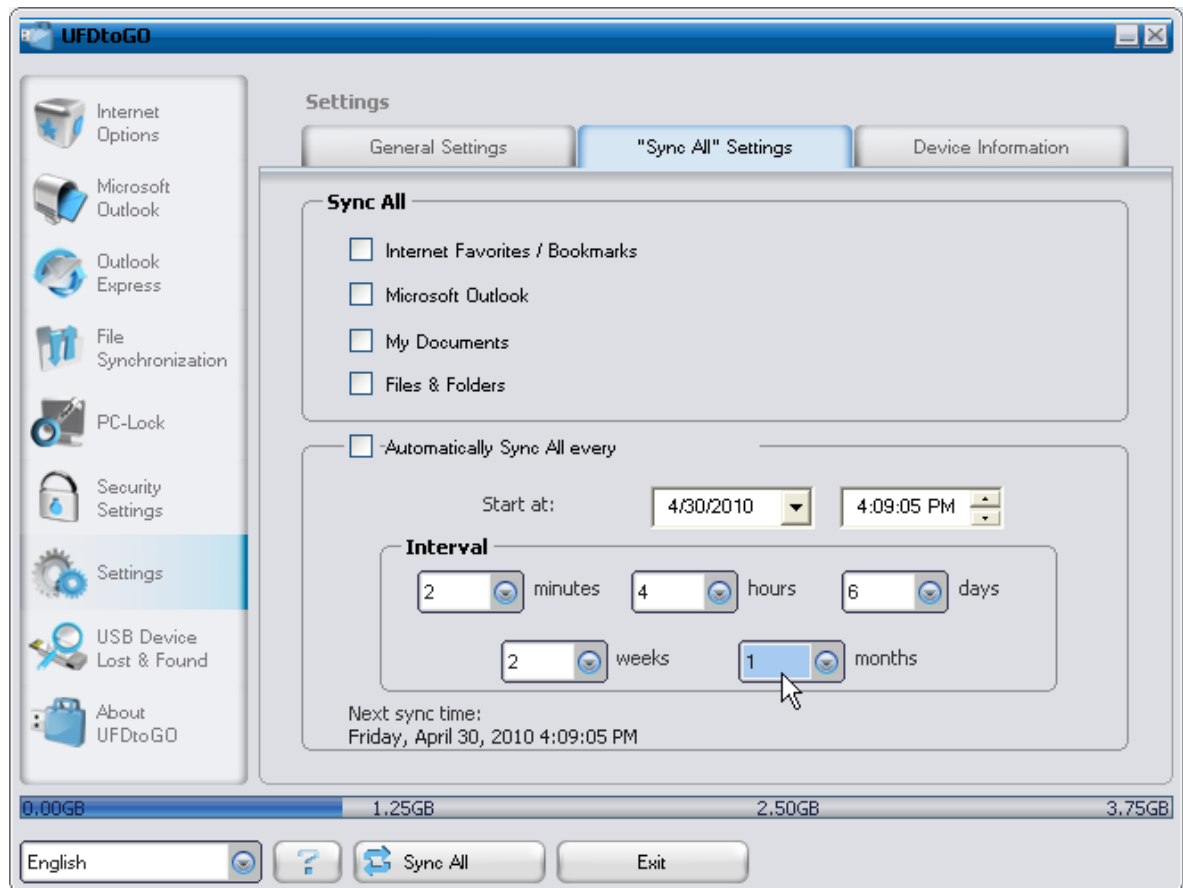 UFDtoGO
Internet
Options
Microsoft
Outlook
Outlook
Express
File
Synchronization
PC-Lock
Security
Settings
Settings
USB Device
Lost & Found
About
UFDtoGO
Settings
General Settings
"Sync All" Settings
Device Information
Sync All
Internet Favorites / Bookmarks
Microsoft Outlook
My Documents
Files & Folders
Automatically Sync All every
Start at: 4/30/2010 4:09:05 PM
Interval
2 minutes 4 hours 6 days
2 weeks 1 months
Next sync time:
Friday, April 30, 2010 4:09:05 PM
0.00GB 1.25GB 2.50GB 3.75GB
English ? Sync All Exit